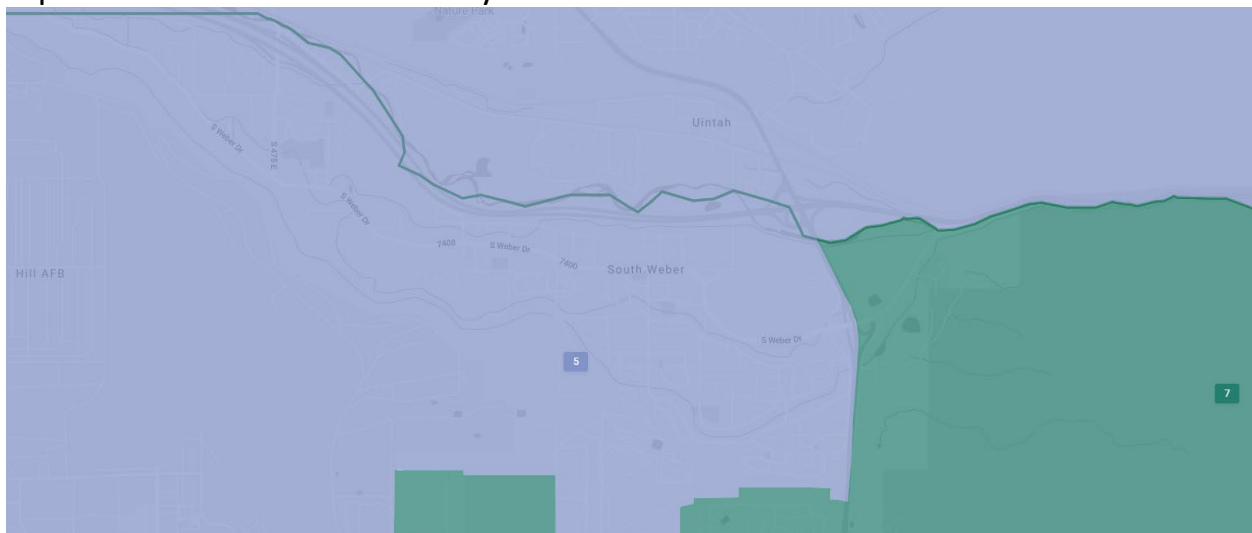 Nature Park
Uintah
S Weber Dr
S 475 E
S Weber Dr
7408
S Weber Dr
7400
South Weber
Hill AFB
S Weber Dr
5
7